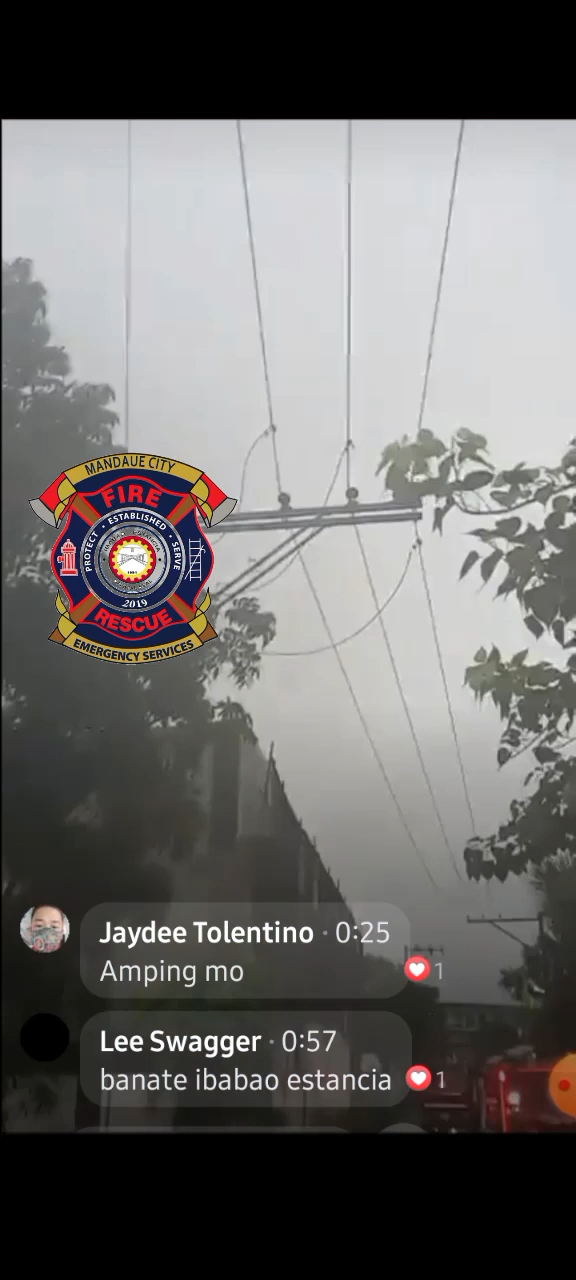 MANDAUE CITY
FIRE
PROTECT • ESTABLISHED • SERVE
2019
RESCUE
EMERGENCY SERVICES
Jaydee Tolentino · 0:25
Amping mo
1
Lee Swagger · 0:57
banate ibabao estancia
1